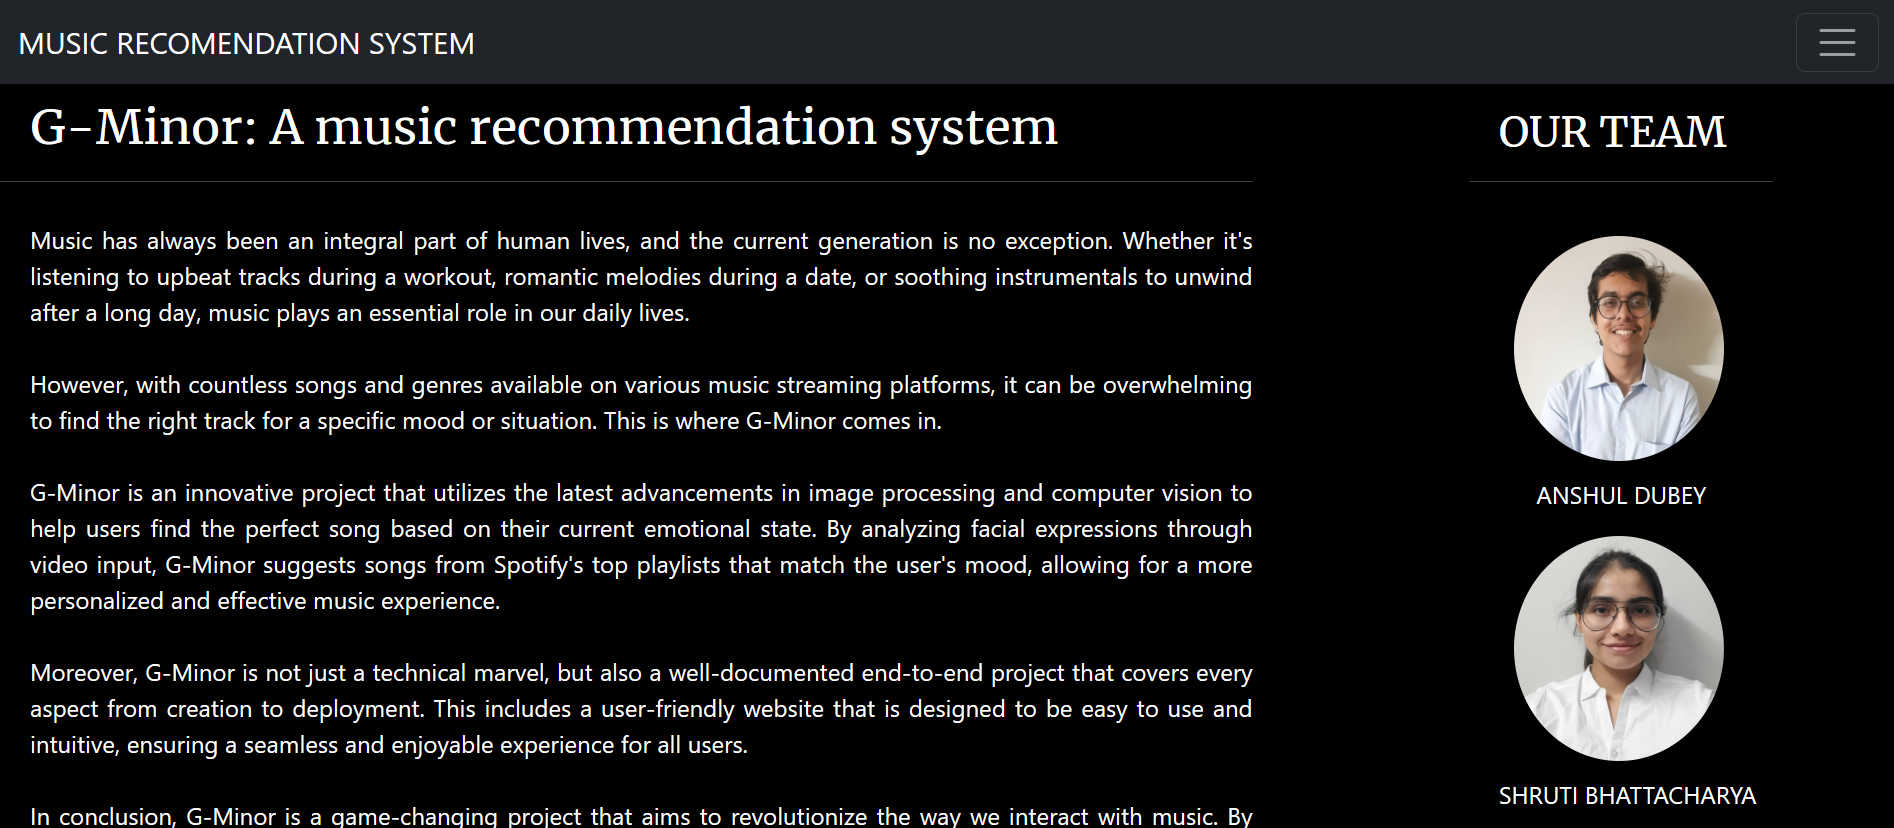 MUSIC RECOMENDATION SYSTEM
G-Minor: A music recommendation system
Music has always been an integral part of human lives, and the current generation is no exception. Whether it's
listening to upbeat tracks during a workout, romantic melodies during a date, or soothing instrumentals to unwind
after a long day, music plays an essential role in our daily lives.
However, with countless songs and genres available on various music streaming platforms, it can be overwhelming
to find the right track for a specific mood or situation. This is where G-Minor comes in.
G-Minor is an innovative project that utilizes the latest advancements in image processing and computer vision to
help users find the perfect song based on their current emotional state. By analyzing facial expressions through
video input, G-Minor suggests songs from Spotify's top playlists that match the user's mood, allowing for a more
personalized and effective music experience.
Moreover, G-Minor is not just a technical marvel, but also a well-documented end-to-end project that covers every
aspect from creation to deployment. This includes a user-friendly website that is designed to be easy to use and
intuitive, ensuring a seamless and enjoyable experience for all users.
In conclusion, G-Minor is a game-changing project that aims to revolutionize the way we interact with music. By
OUR TEAM
ANSHUL DUBEY
SHRUTI BHATTACHARYA